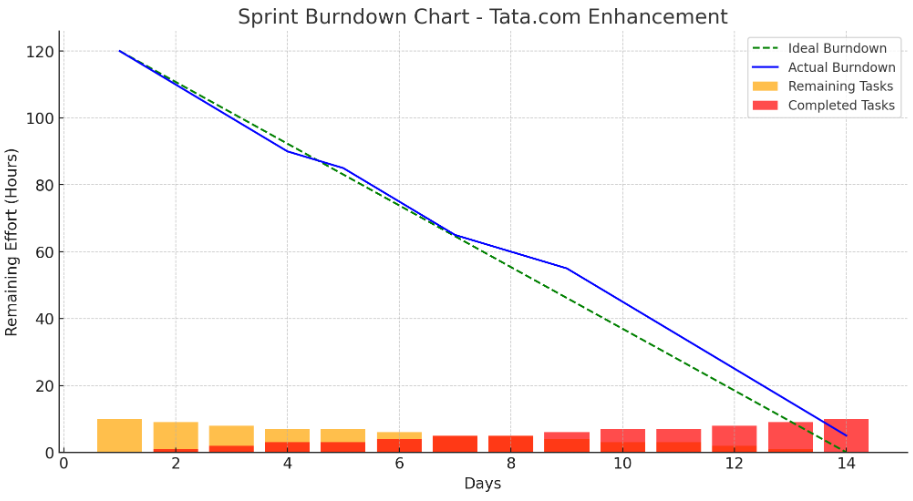 Sprint Burndown Chart - Tata.com Enhancement
Ideal Burndown
Actual Burndown
Remaining Tasks
Completed Tasks
Remaining Effort (Hours)
120
100
80
60
40
20
0
0 2 4 6 8 10 12 14
Days